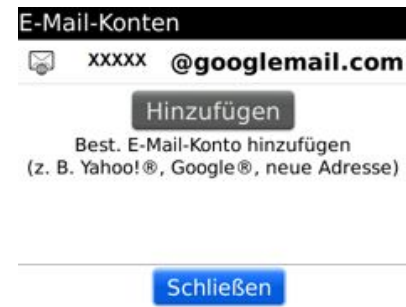 E-Mail-Konten
xxxxx @googlemail.com
Hinzufügen
Best. E-Mail-Konto hinzufügen
(z. B. Yahoo!®, Google®, neue Adresse)
Schließen